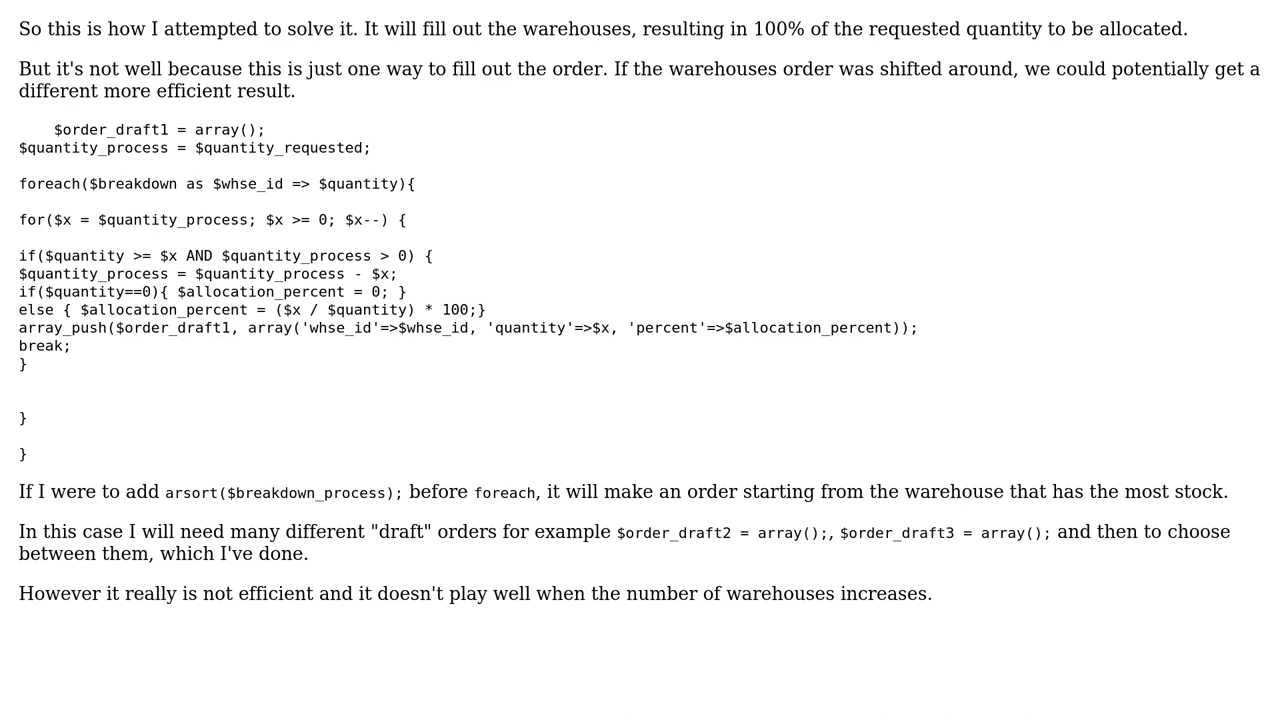 So this is how I attempted to solve it. It will fill out the warehouses, resulting in 100% of the requested quantity to be allocated.
But it's not well because this is just one way to fill out the order. If the warehouses order was shifted around, we could potentially get a
different more efficient result.
$order_draft1 = array();
$quantity_process = $quantity_requested;
foreach($breakdown as $whse_id => $quantity){
for($x = $quantity_process; $x >= 0; $x--) {
if($quantity >= $x AND $quantity_process > 0) {
$quantity_process = $quantity_process - $x;
if($quantity==0){ $allocation_percent = 0; }
else { $allocation_percent = ($x / $quantity) * 100;}
array_push($order_draft1, array('whse_id'=>$whse_id, 'quantity'=>$x, 'percent'=>$allocation_percent));
break;
}
}
}
If I were to add arsort($breakdown_process); before foreach, it will make an order starting from the warehouse that has the most stock.
In this case I will need many different "draft" orders for example $order_draft2 = array();, $order_draft3 = array(); and then to choose
between them, which I've done.
However it really is not efficient and it doesn't play well when the number of warehouses increases.